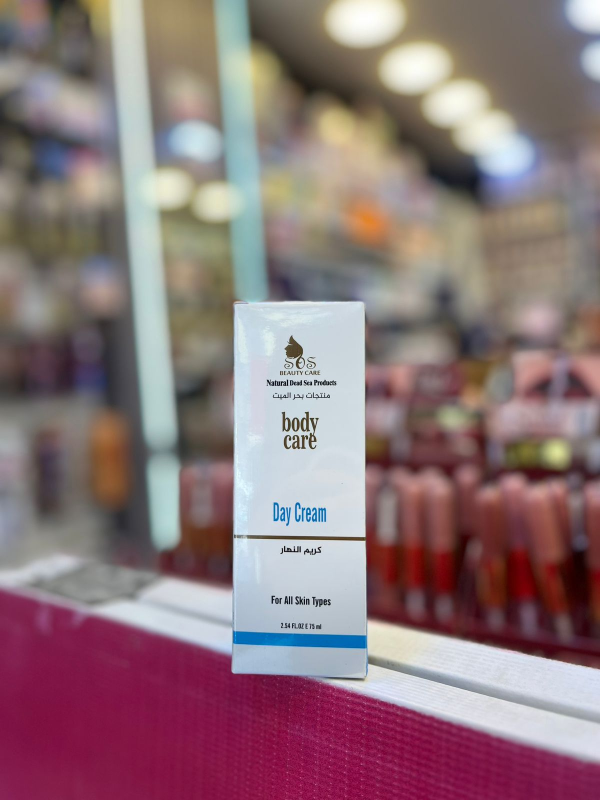 SOS
BEAUTY CARE
Natural Dead Sea Products
منتجات بحر الميت
body
care
Day Cream
كريم النهار
For All Skin Types
2.54 FL.OZ E 75 ml